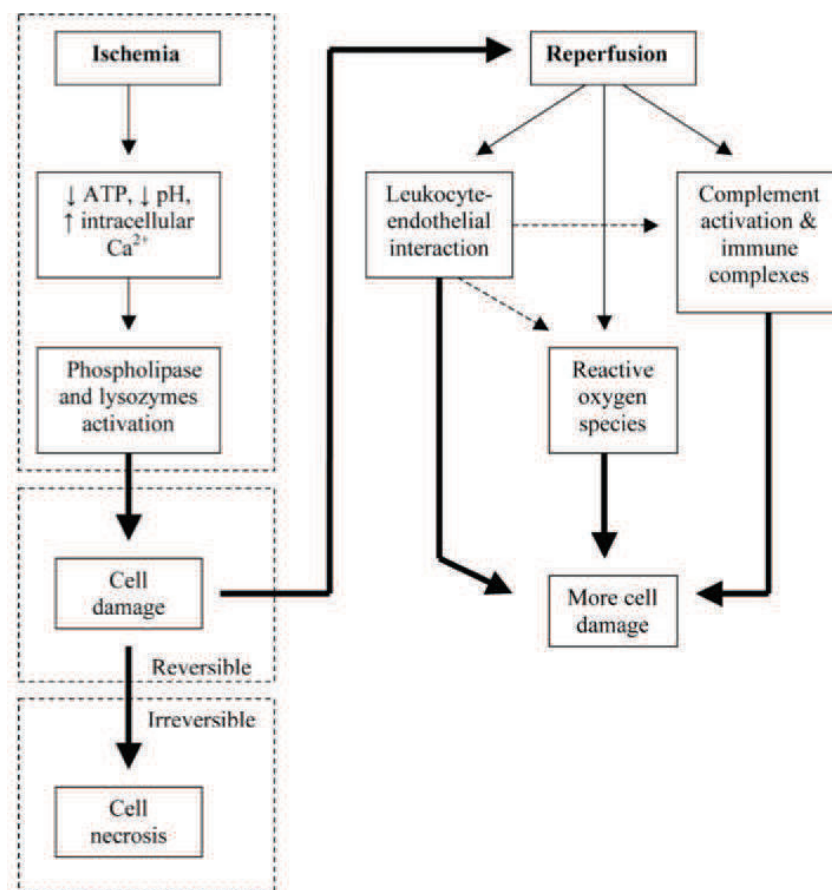 Ischemia
↓ ATP, ↓ pH,
↑ intracellular
Ca²⁺
Phospholipase
and lysozymes
activation
Cell
damage
Reversible
Irreversible
Cell
necrosis
Reperfusion
Leukocyte-
endothelial
interaction
Complement
activation &
immune
complexes
Reactive
oxygen
species
More cell
damage